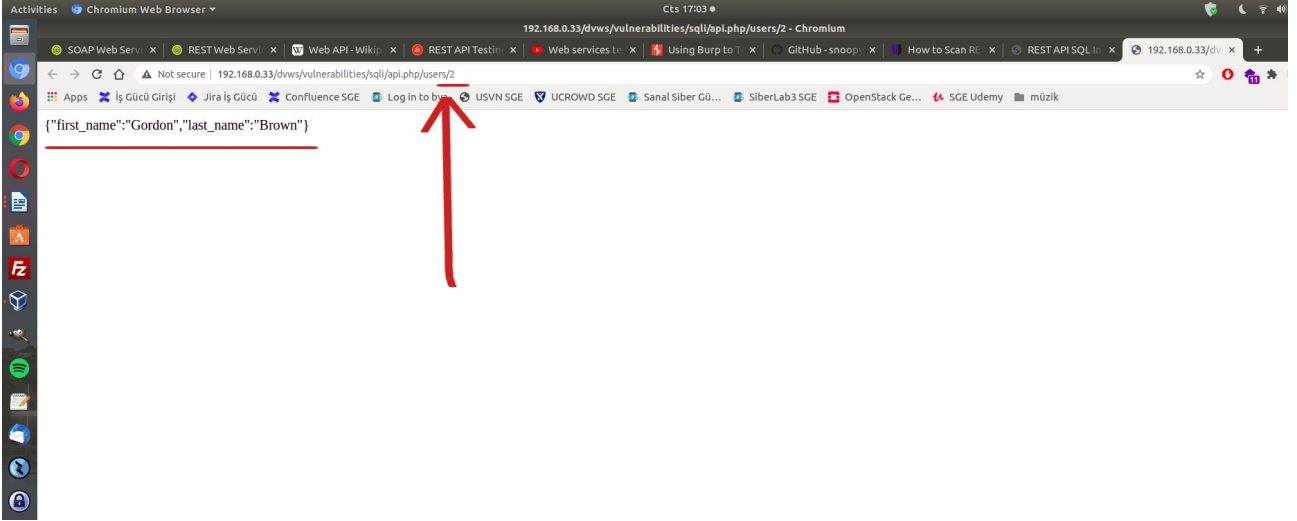 Activities Chromium Web Browser Cts 17:03
192.168.0.33/dvws/vulnerabilities/sqli/api.php/users/2 - Chromium
SOAP Web Serv REST Web Servic Web API - Wikip REST API Testin Web services te Using Burp to T GitHub - snoop How to Scan RE REST API SQL In 192.168.0.33/dv
Not secure 192.168.0.33/dvws/vulnerabilities/sqli/api.php/users/2
Apps İş Gücü Girişi Jira İş Gücü Confluence SGE Log in to USVN SGE UCROWD SGE Sanal Siber Gü... SiberLab3 SGE OpenStack Ge... SGE Udemy müzik
11
{"first_name":"Gordon","last_name":"Brown"}